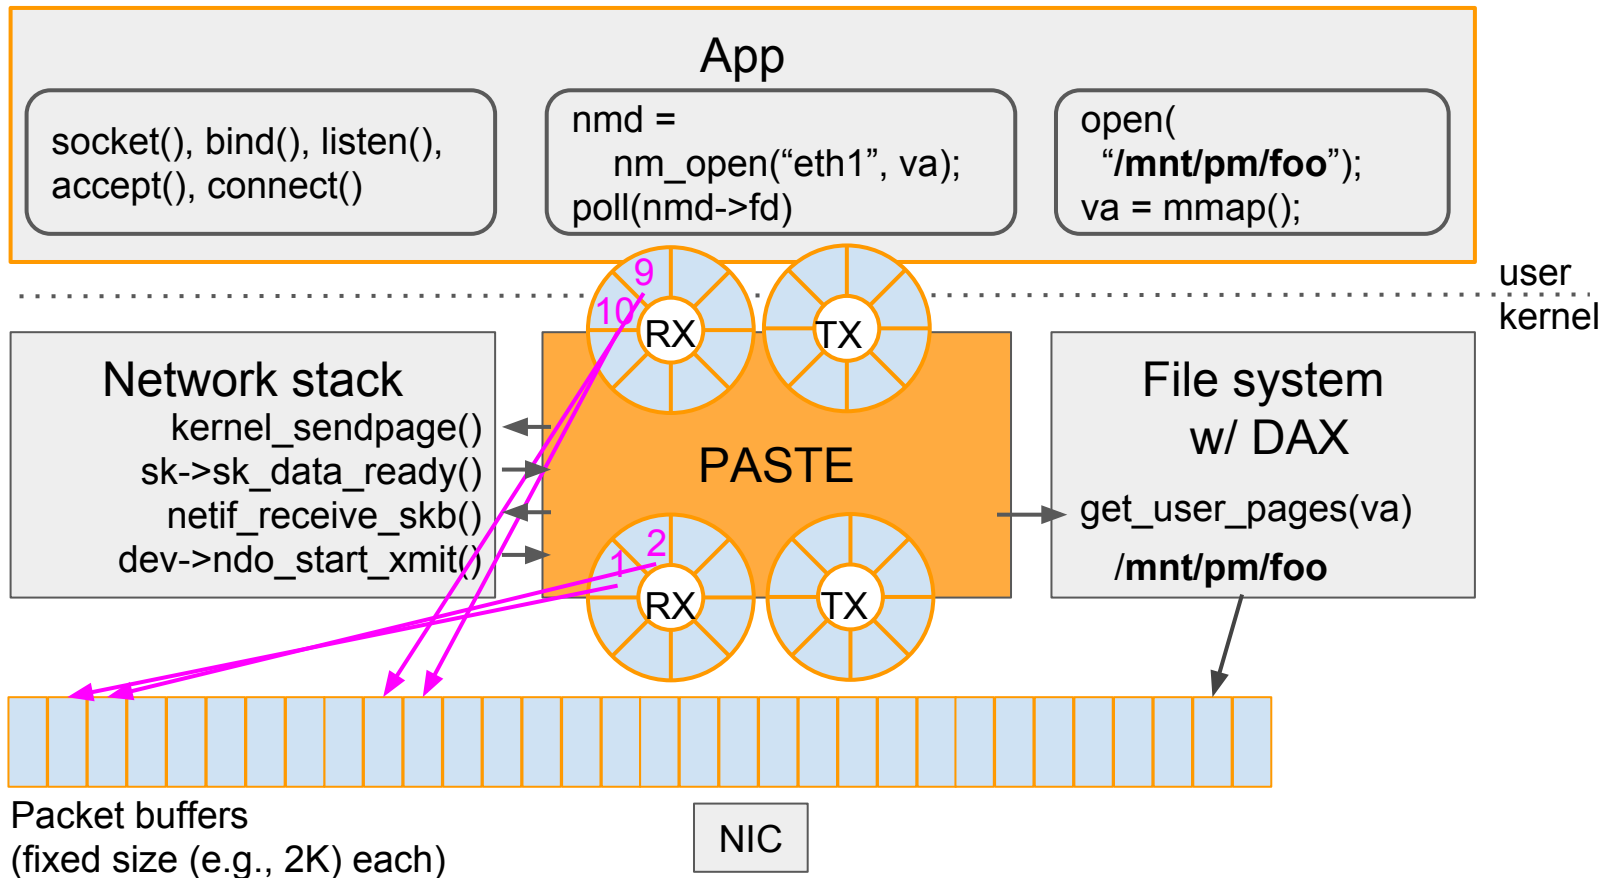 App
socket(), bind(), listen(),
accept(), connect()
nmd =
nm_open(“eth1”, va);
poll(nmd->fd)
open(
“/mnt/pm/foo”);
va = mmap();
user
kernel
9
10
RX
TX
Network stack
kernel_sendpage()
sk->sk_data_ready()
netif_receive_skb()
dev->ndo_start_xmit()
PASTE
File system
w/ DAX
get_user_pages(va)
/mnt/pm/foo
1
2
RX
TX
Packet buffers
(fixed size (e.g., 2K) each)
NIC